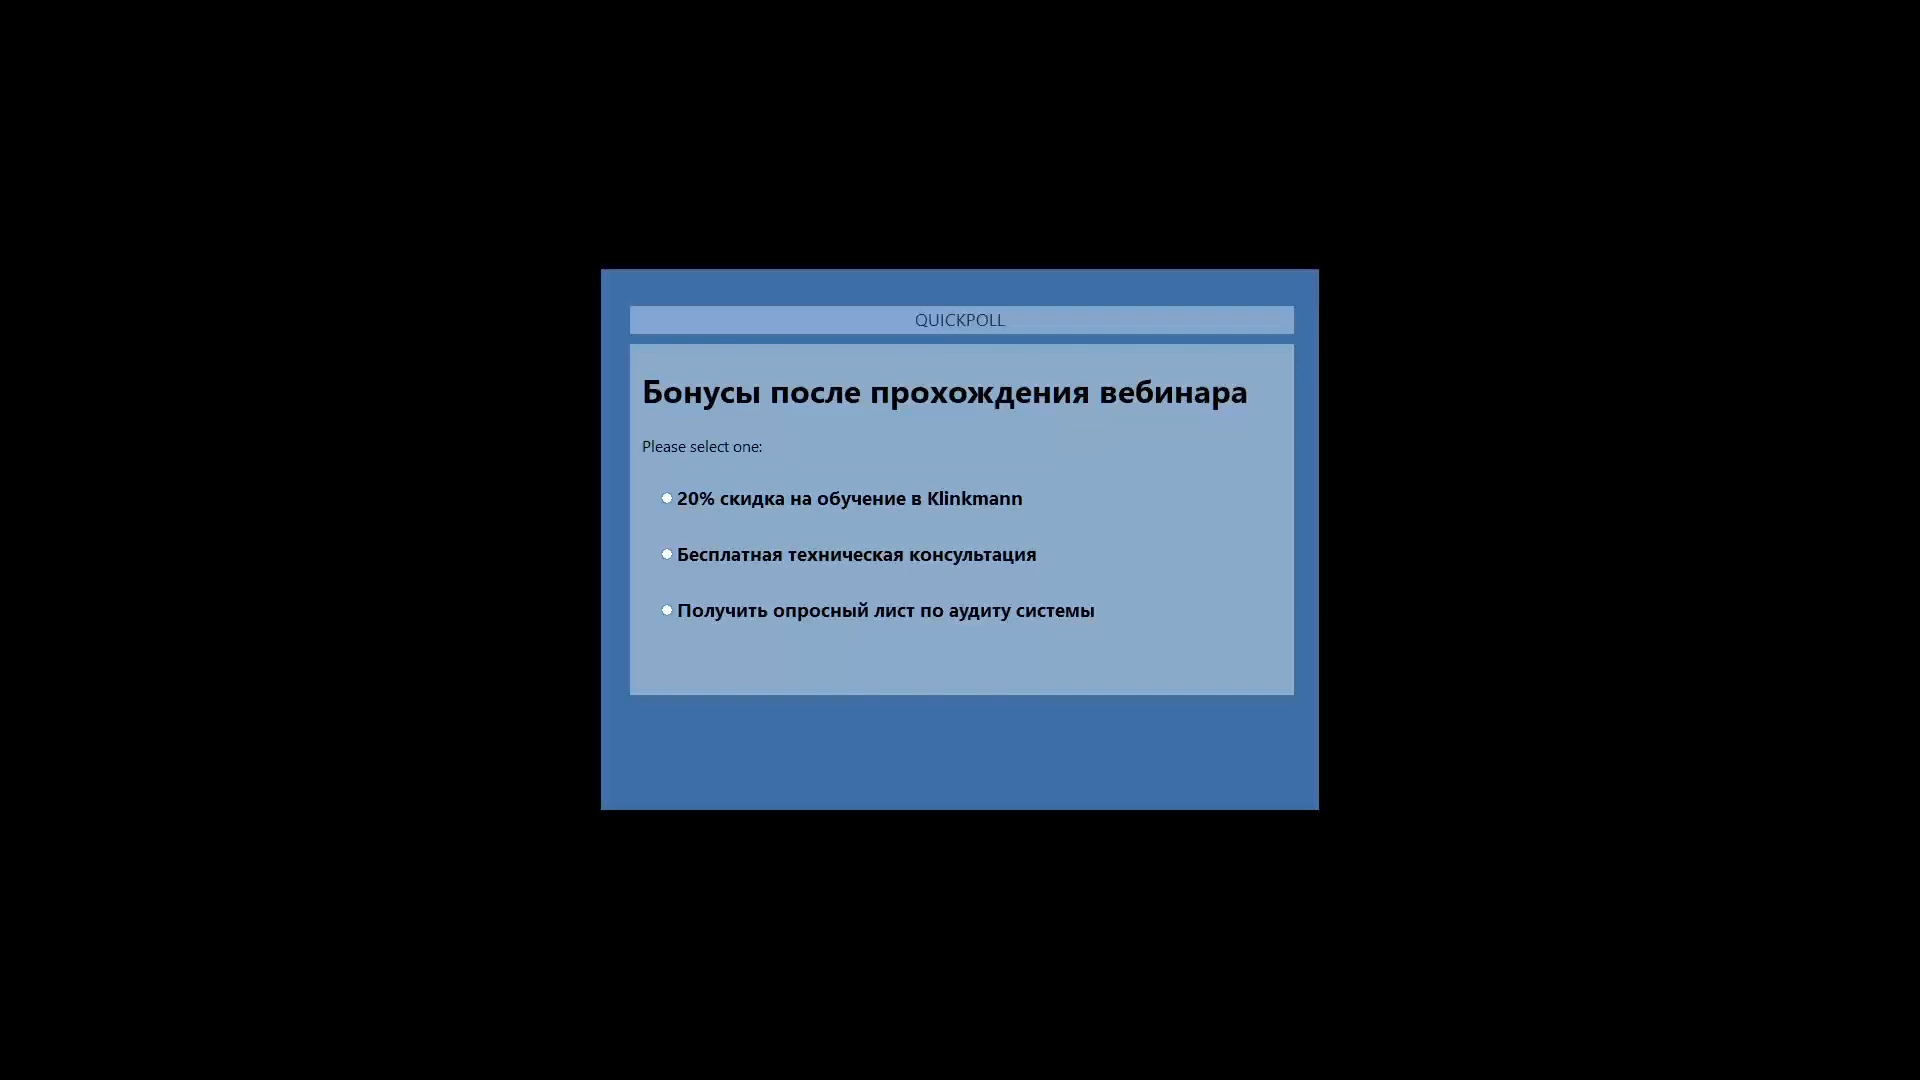 QUICKPOLL
Бонусы после прохождения вебинара
Please select one:
20% скидка на обучение в Klinkmann
Бесплатная техническая консультация
Получить опросный лист по аудиту системы